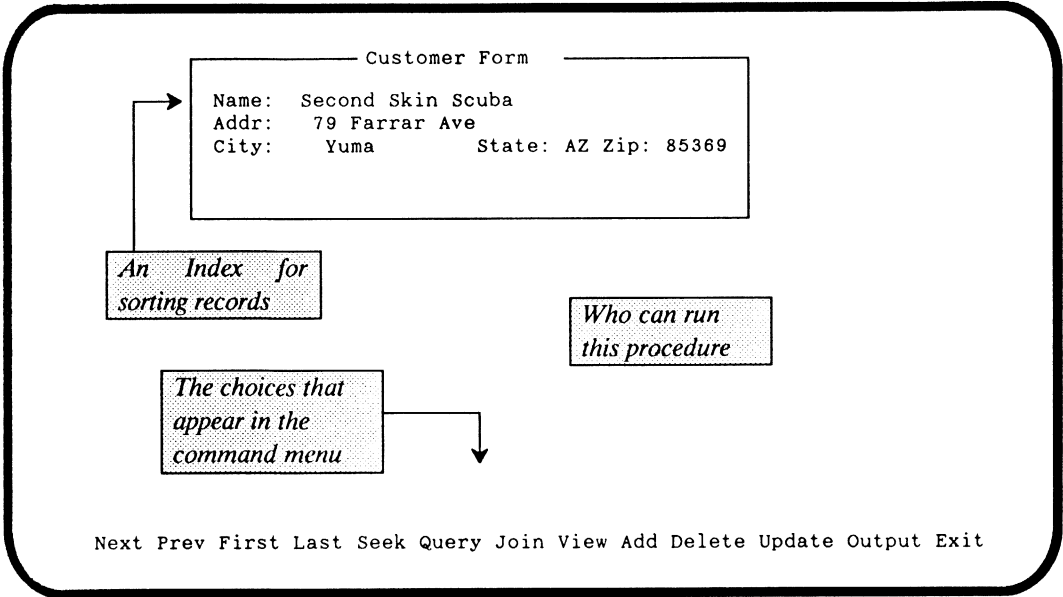 Customer Form
Name: Second Skin Scuba
Addr: 79 Farrar Ave
City: Yuma State: AZ Zip: 85369
An Index for
sorting records
Who can run
this procedure
The choices that
appear in the
command menu
Next Prev First Last Seek Query Join View Add Delete Update Output Exit